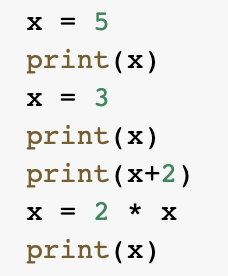 x = 5
print(x)
x = 3
print(x)
print(x+2)
x = 2 * x
print(x)